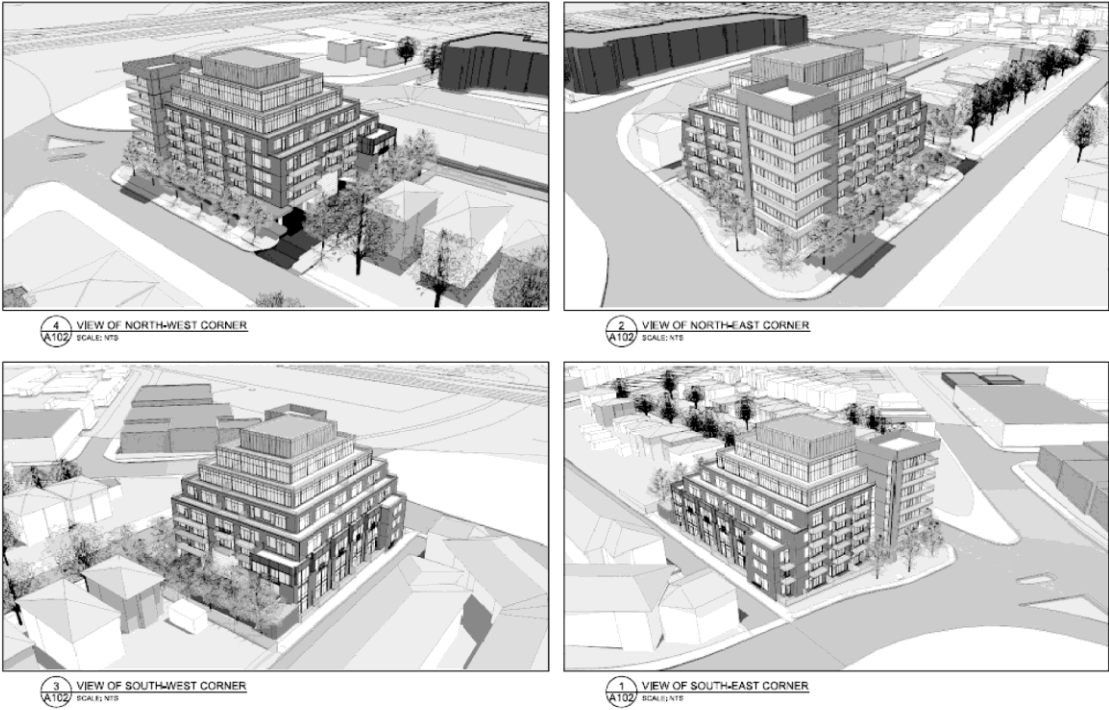 4 VIEW OF NORTH-WEST CORNER
A102 SCALE: NTS
2 VIEW OF NORTH-EAST CORNER
A102 SCALE: NTS
3 VIEW OF SOUTH-WEST CORNER
A102 SCALE: NTS
1 VIEW OF SOUTH-EAST CORNER
A102 SCALE: NTS